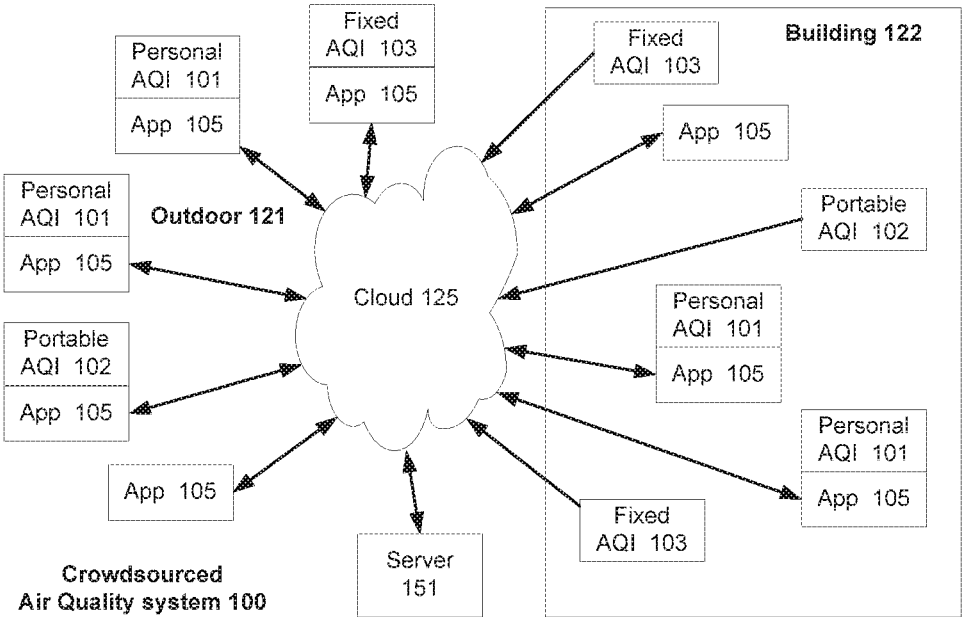 Personal
AQI 101
App 105
Fixed
AQI 103
App 105
Fixed
AQI 103
Building 122
App 105
Personal
AQI 101
App 105
Outdoor 121
Portable
AQI 102
Cloud 125
Personal
AQI 101
App 105
Portable
AQI 102
App 105
Personal
AQI 101
App 105
App 105
Fixed
AQI 103
Server
151
Crowdsourced
Air Quality system 100